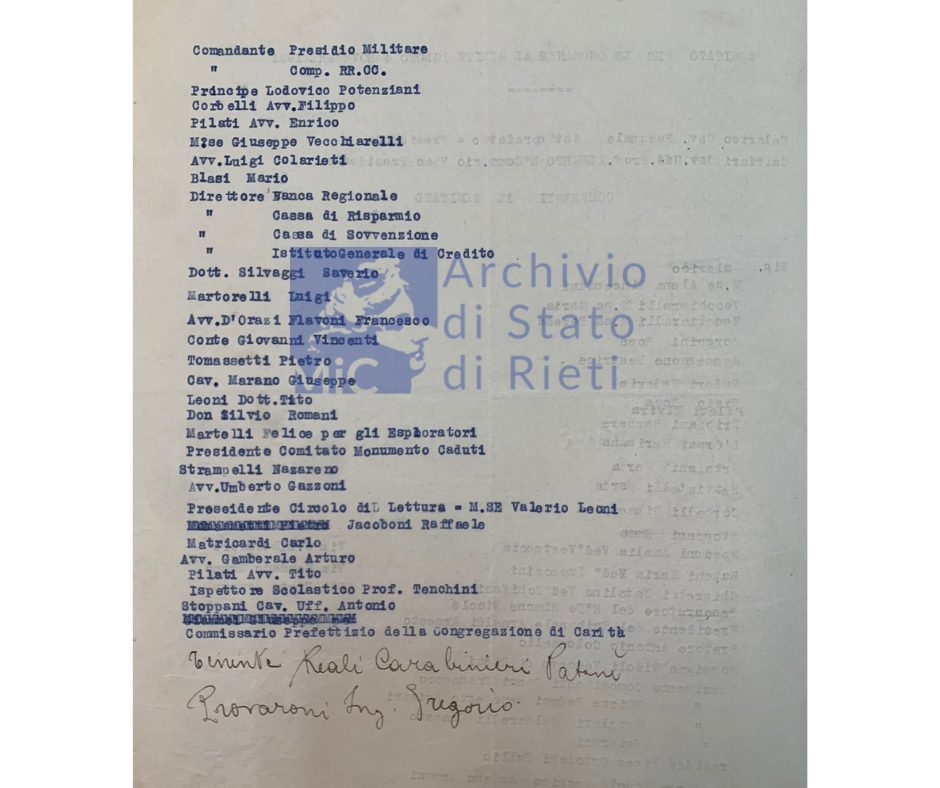 Comandante Presidio Militare
" Comp. RR.CC.
Principe Lodovico Potenziani
Corbelli Avv.Filippo
Pilati Avv. Enrico
M?se Giuseppe Vecchiarelli
Avv.Luigi Colarieti
Blasi Mario
Direttore Banca Regionale
" Cassa di Risparmio
" Cassa di Sovvenzione
" IstitutoGenerale di Credito
Dott. Silvaggi Saverio
Martorelli Luigi
Avv.D'Orazi Flavoni Francesco
Conte Giovanni Vincenti
Tomassetti Pietro
Cav. Marano Giuseppe
Leoni Dott.Tito
Don Silvio Romani
Martelli Felice per gli Esploratori
Presidente Comitato Monumento Caduti
Strampelli Nazareno
Avv.Umberto Gazzoni
Preseidente Circolo diL Lettura = M.SE Valerio Leoni
Jacoboni Raffaele
Matricardi Carlo
Avv. Gamberale Arturo
Pilati Avv. Tito
Ispettore Scolastico Prof. Tenchini
Stoppani Cav. Uff. Antonio
Commissario Prefettizio della Congregazione di Carità
Tenente Reali Carabinieri Patanè
Provaroni Ing. Gregorio.
Archivio
di Stato
di Rieti
MiC